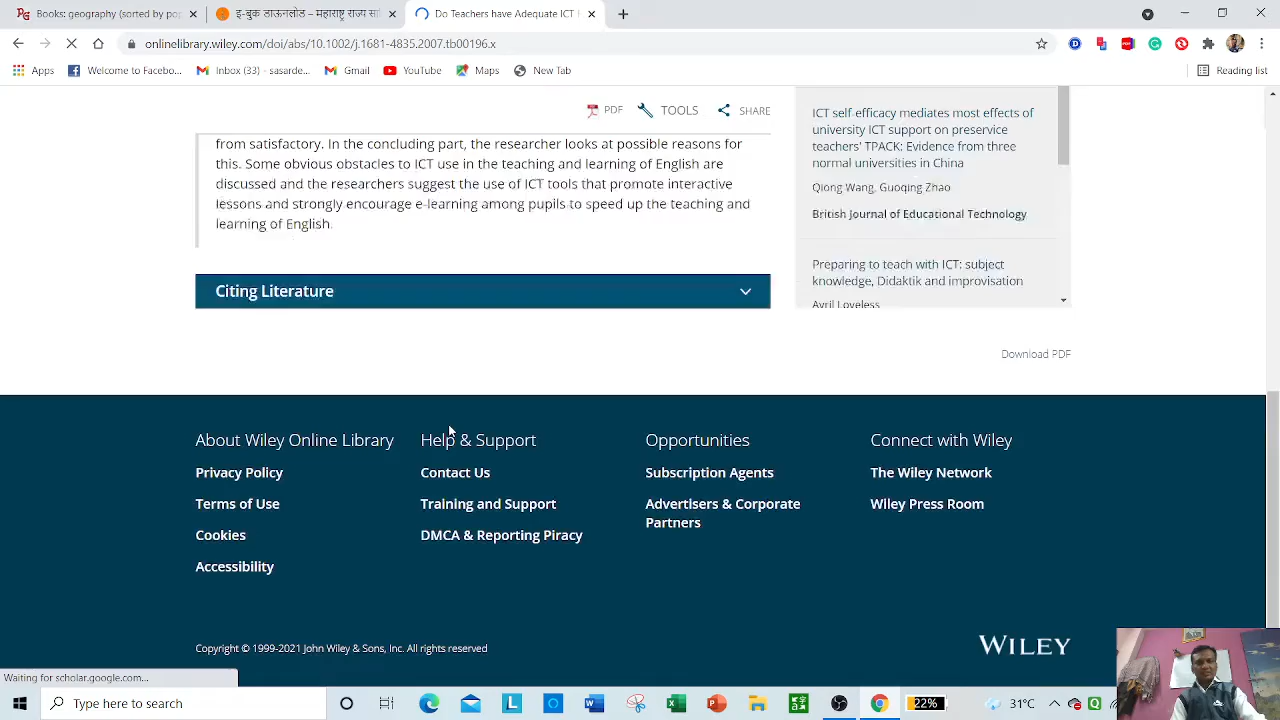 Books: geography (sorted by pop
ई-बुक डाऊनलोड – महाराष्ट्र राज्य सा
Do Teachers have Adequate ICT R
onlinelibrary.wiley.com/doi/abs/10.1002/j.1681-4835.2007.tb00193.x
Apps
Welcome to Facebo...
Inbox (33) - sasarde...
Gmail
YouTube
Maps
New Tab
Reading list
PDF
TOOLS
SHARE
from satisfactory. In the concluding part, the researcher looks at possible reasons for
this. Some obvious obstacles to ICT use in the teaching and learning of English are
discussed and the researchers suggest the use of ICT tools that promote interactive
lessons and strongly encourage e-learning among pupils to speed up the teaching and
learning of English.
Citing Literature
ICT self-efficacy mediates most effects of
university ICT support on preservice
teachers' TPACK: Evidence from three
normal universities in China
Qiong Wang, Guoqing Zhao
British Journal of Educational Technology
Preparing to teach with ICT: subject
knowledge, Didaktik and improvisation
Avril Loveless
Download PDF
About Wiley Online Library
Privacy Policy
Terms of Use
Cookies
Accessibility
Help & Support
Contact Us
Training and Support
DMCA & Reporting Piracy
Opportunities
Subscription Agents
Advertisers & Corporate
Partners
Connect with Wiley
The Wiley Network
Wiley Press Room
Copyright © 1999-2021 John Wiley & Sons, Inc. All rights reserved
WILEY
Waiting for scholar.google.com...
Type here to search
22%
31°C